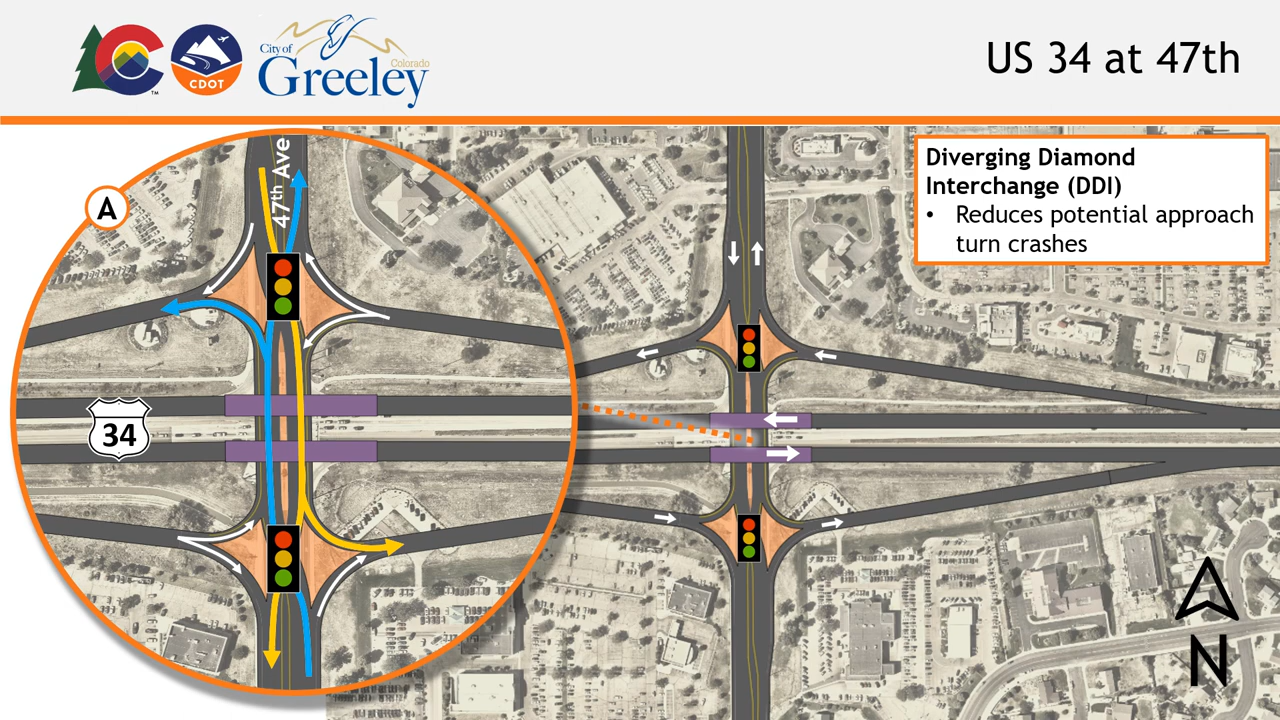 CDOT
City of
Greeley
Colorado
US 34 at 47th
Diverging Diamond
Interchange (DDI)
• Reduces potential approach
turn crashes
A
47th Ave
34
N